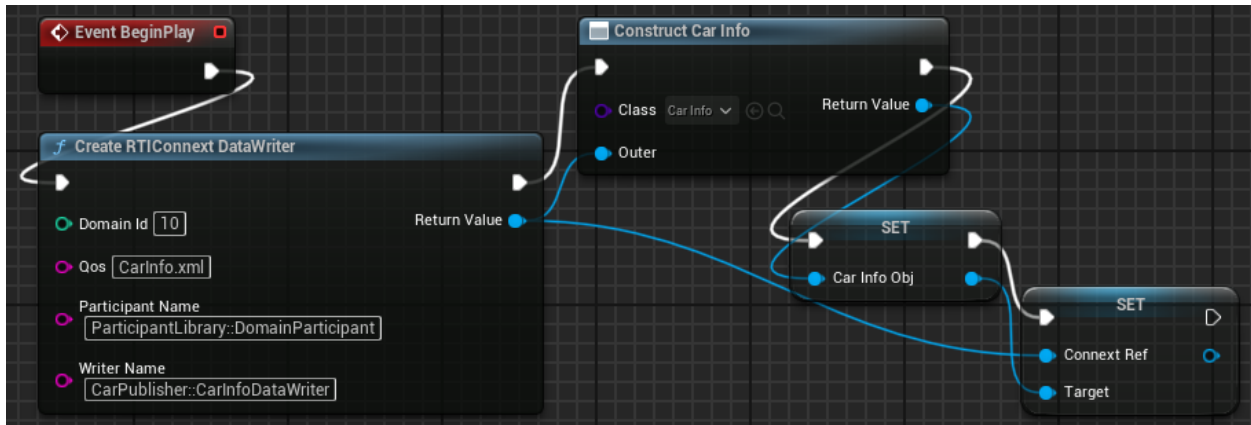 Event BeginPlay
Create RTIConnext DataWriter
Domain Id 10
Return Value
Qos CarInfo.xml
Participant Name
ParticipantLibrary::DomainParticipant
Writer Name
CarPublisher::CarInfoDataWriter
Construct Car Info
Class Car Info
Return Value
Outer
SET
Car Info Obj
SET
Connext Ref
Target